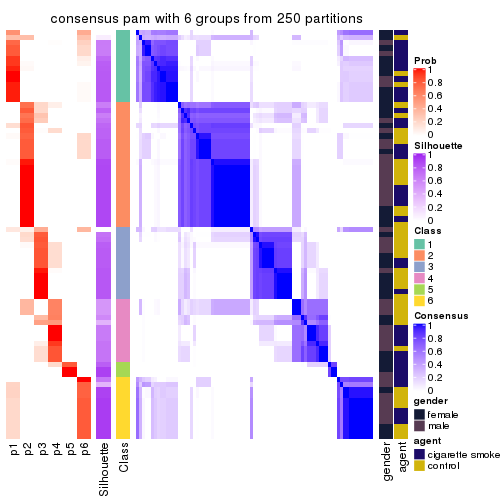 consensus pam with 6 groups from 250 partitions
Prob
1
0.8
0.6
0.4
0.2
0
Silhouette
1
0.8
0.6
0.4
0.2
0
Class
1
2
3
4
5
6
Consensus
1
0.8
0.6
0.4
0.2
0
gender
female
male
agent
cigarette smoke
control
p1
p2
p3
p4
p5
p6
Silhouette
Class
gender
agent